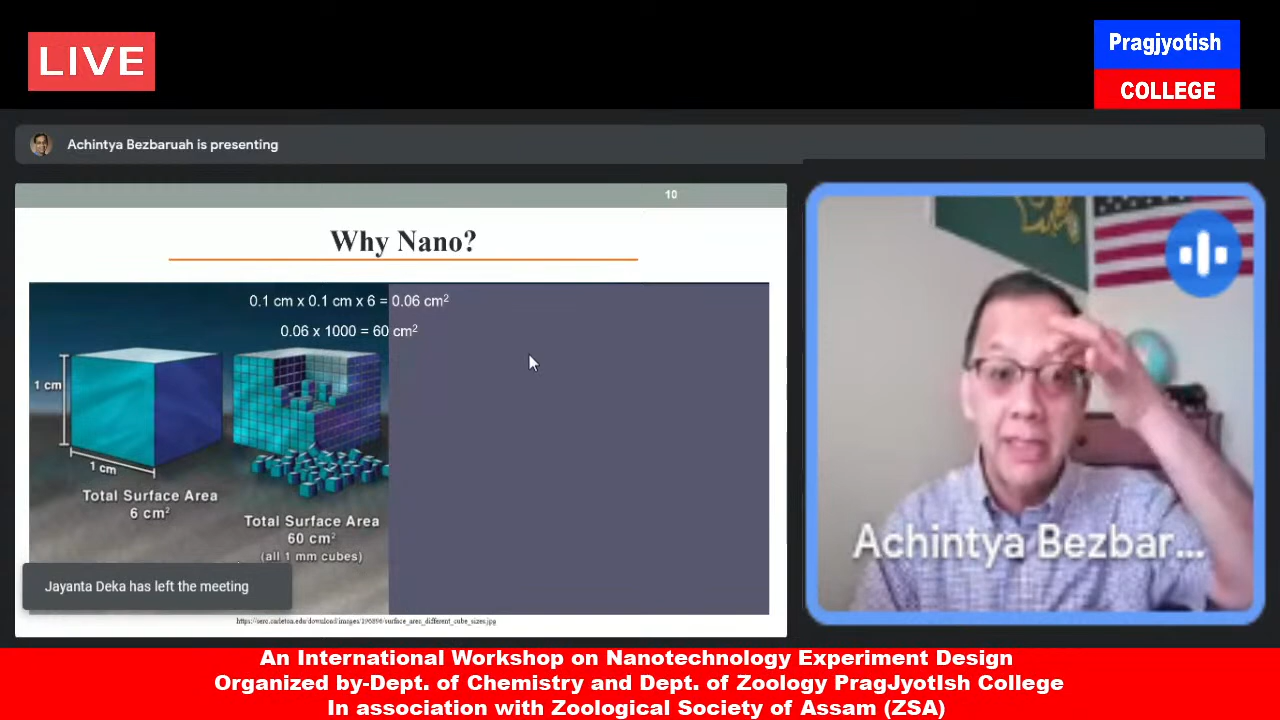 LIVE
Pragjyotish
COLLEGE
Achintya Bezbaruah is presenting
10
Why Nano?
0.1 cm x 0.1 cm x 6 = 0.06 cm²
0.06 x 1000 = 60 cm²
1 cm
1 cm
Total Surface Area
6 cm²
Total Surface Area
60 cm²
(all 1 mm cubes)
Jayanta Deka has left the meeting
Achintya Bezbar...
An International Workshop on Nanotechnology Experiment Design
Organized by-Dept. of Chemistry and Dept. of Zoology PragJyotIsh College
In association with Zoological Society of Assam (ZSA)